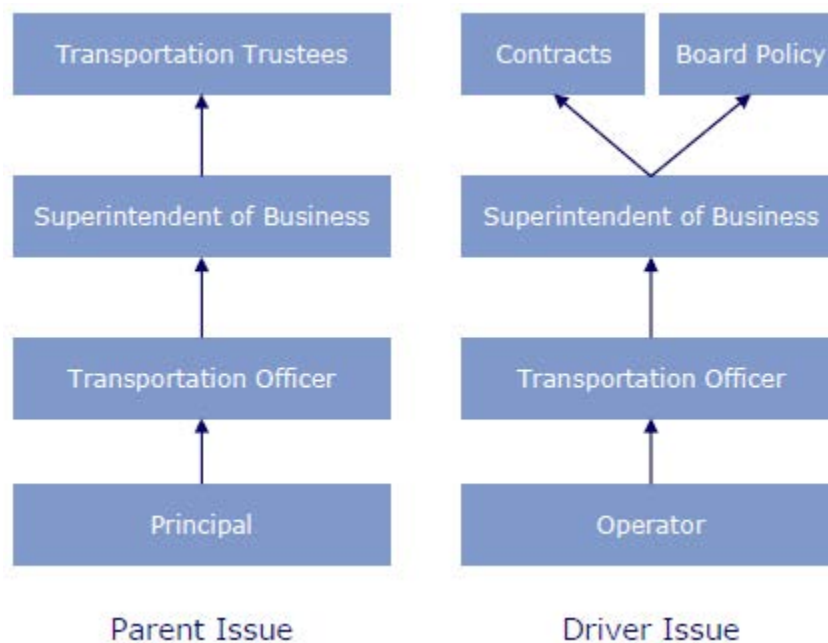 Transportation Trustees
Superintendent of Business
Transportation Officer
Principal
Parent Issue
Contracts
Board Policy
Superintendent of Business
Transportation Officer
Operator
Driver Issue